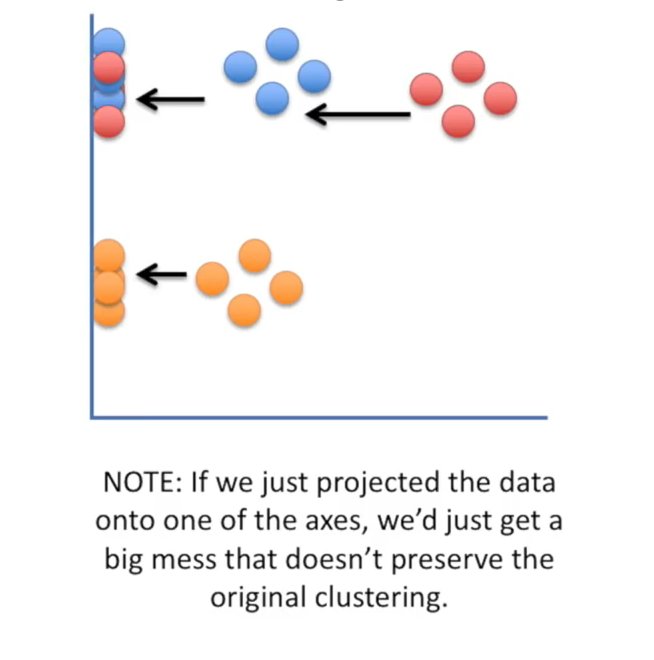 NOTE: If we just projected the data
onto one of the axes, we’d just get a
big mess that doesn’t preserve the
original clustering.